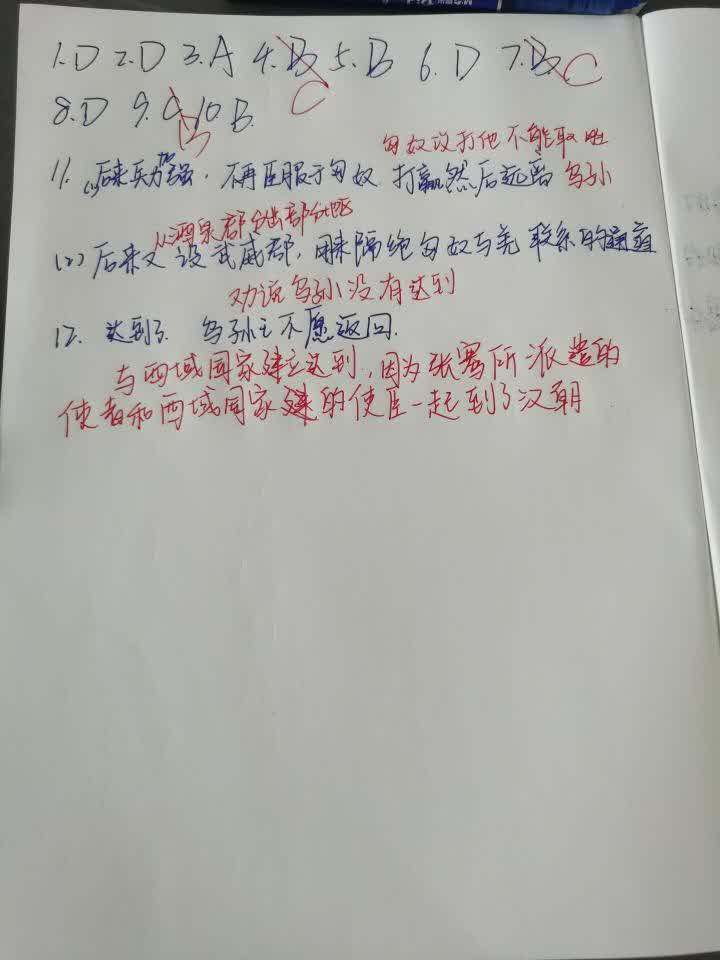 1.D 2.D 3.A 4.B 5.B 6.D 7.B C
C
8.D 9.C 10.B.
B
匈奴攻打他不能取胜
11. (1)后来兵力强,不再臣服于匈奴 打赢然后远离 乌孙
从酒泉郡分出部分地区
(2)后来又设武威郡,用来隔绝匈奴与羌联系的通道
劝说乌孙没有达到
12. 达到了 乌孙王不愿返回.
与西域国家建立达到,因为张骞所派遣的
使者和西域国家的使臣一起到了汉朝